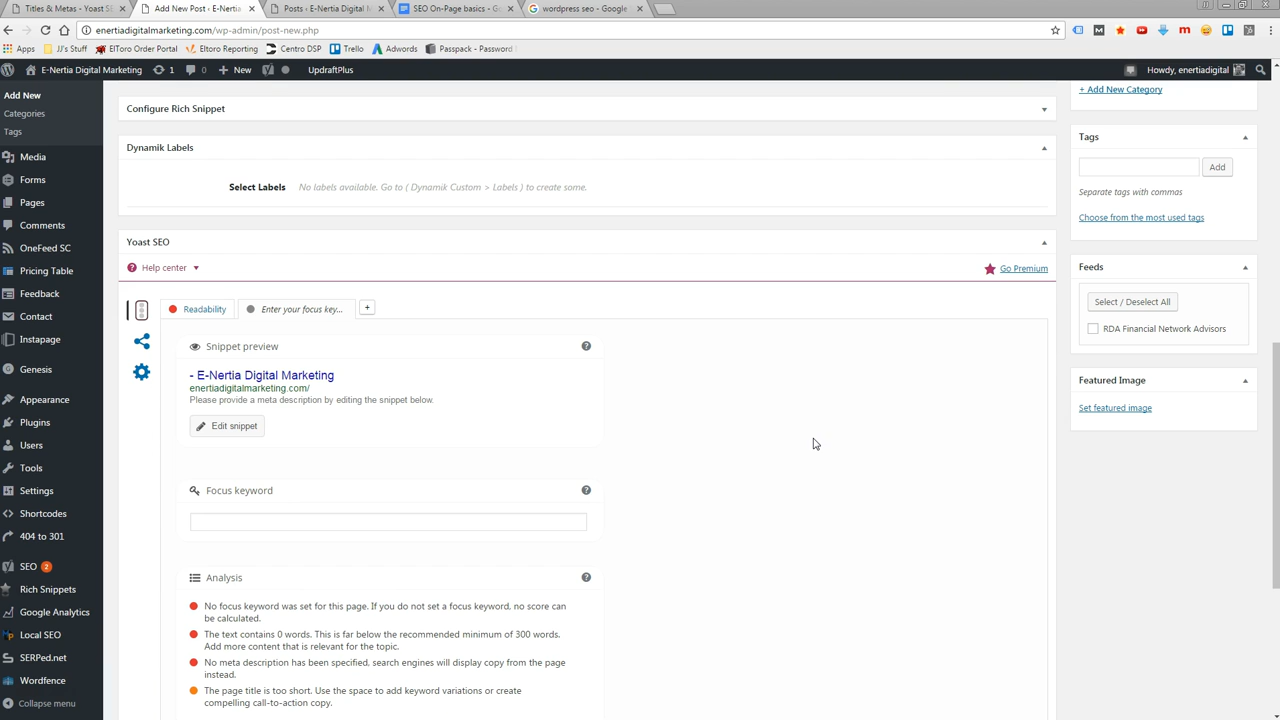 Titles & Metas - Yoast S
Add New Post ‹ E-Nertia
Posts ‹ E-Nertia Digital M
SEO On-Page basics - Go
wordpress seo - Google
enertiadigitalmarketing.com/wp-admin/post-new.php
Apps
JJ's Stuff
ElToro Order Portal
Eltoro Reporting
Centro DSP
Trello
Adwords
Passpack - Password
E-Nertia Digital Marketing
1
0
+ New
UpdraftPlus
Howdy, enertiadigital
Add New
Categories
Tags
Media
Forms
Pages
Comments
OneFeed SC
Pricing Table
Feedback
Contact
Instapage
Genesis
Appearance
Plugins
Users
Tools
Settings
Shortcodes
404 to 301
SEO 2
Rich Snippets
Google Analytics
Local SEO
SERPed.net
Wordfence
Collapse menu
Configure Rich Snippet
Dynamik Labels
Select Labels
No labels available. Go to ( Dynamik Custom > Labels ) to create some.
Yoast SEO
Help center
Go Premium
Readability
Enter your focus key...
+
Snippet preview
- E-Nertia Digital Marketing
enertiadigitalmarketing.com/
Please provide a meta description by editing the snippet below.
Edit snippet
Focus keyword
Analysis
No focus keyword was set for this page. If you do not set a focus keyword, no score can
be calculated.
The text contains 0 words. This is far below the recommended minimum of 300 words.
Add more content that is relevant for the topic.
No meta description has been specified, search engines will display copy from the page
instead.
The page title is too short. Use the space to add keyword variations or create
compelling call-to-action copy.
+ Add New Category
Tags
Add
Separate tags with commas
Choose from the most used tags
Feeds
Select / Deselect All
RDA Financial Network Advisors
Featured Image
Set featured image